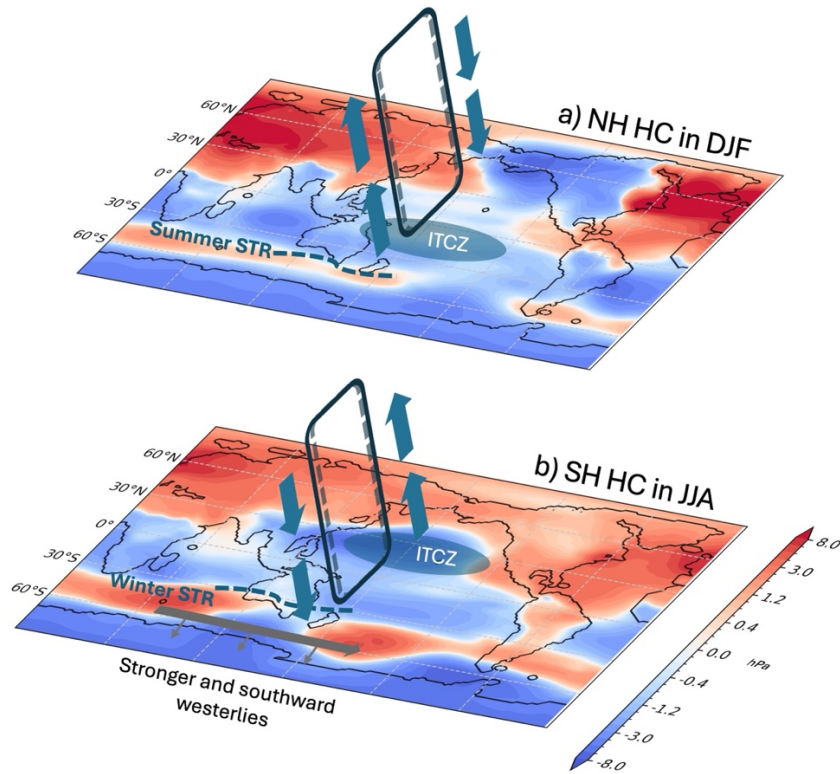 a) NH HC in DJF
60°N
30°N
0°
30°S
60°S
Summer STR
ITCZ
b) SH HC in JJA
60°N
30°N
0°
30°S
60°S
Winter STR
ITCZ
Stronger and southward
westerlies
8.0
3.0
1.2
0.4
0.0
-0.4
-1.2
-3.0
-8.0
hPa